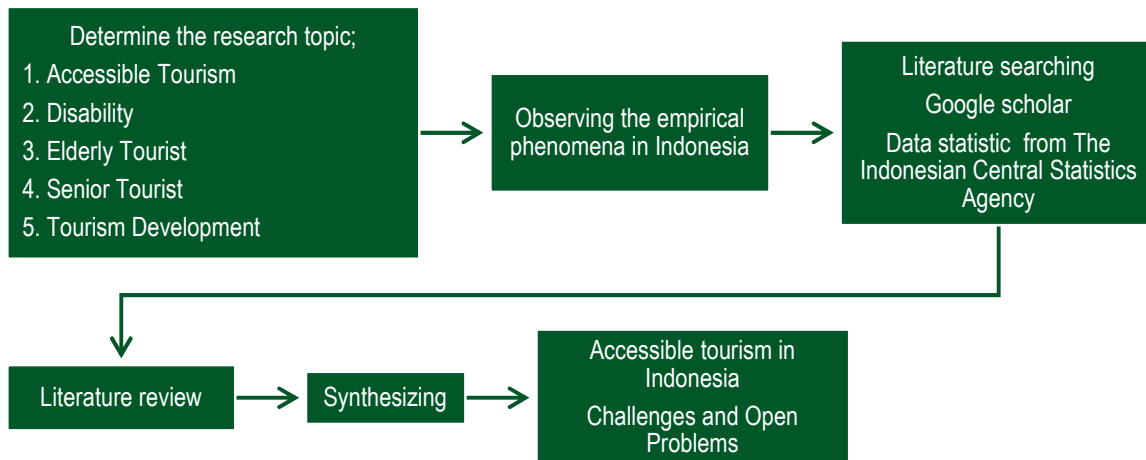 Determine the research topic;
1. Accessible Tourism
2. Disability
3. Elderly Tourist
4. Senior Tourist
5. Tourism Development
Observing the empirical
phenomena in Indonesia
Literature searching
Google scholar
Data statistic from The
Indonesian Central Statistics
Agency
Literature review
Synthesizing
Accessible tourism in
Indonesia
Challenges and Open
Problems